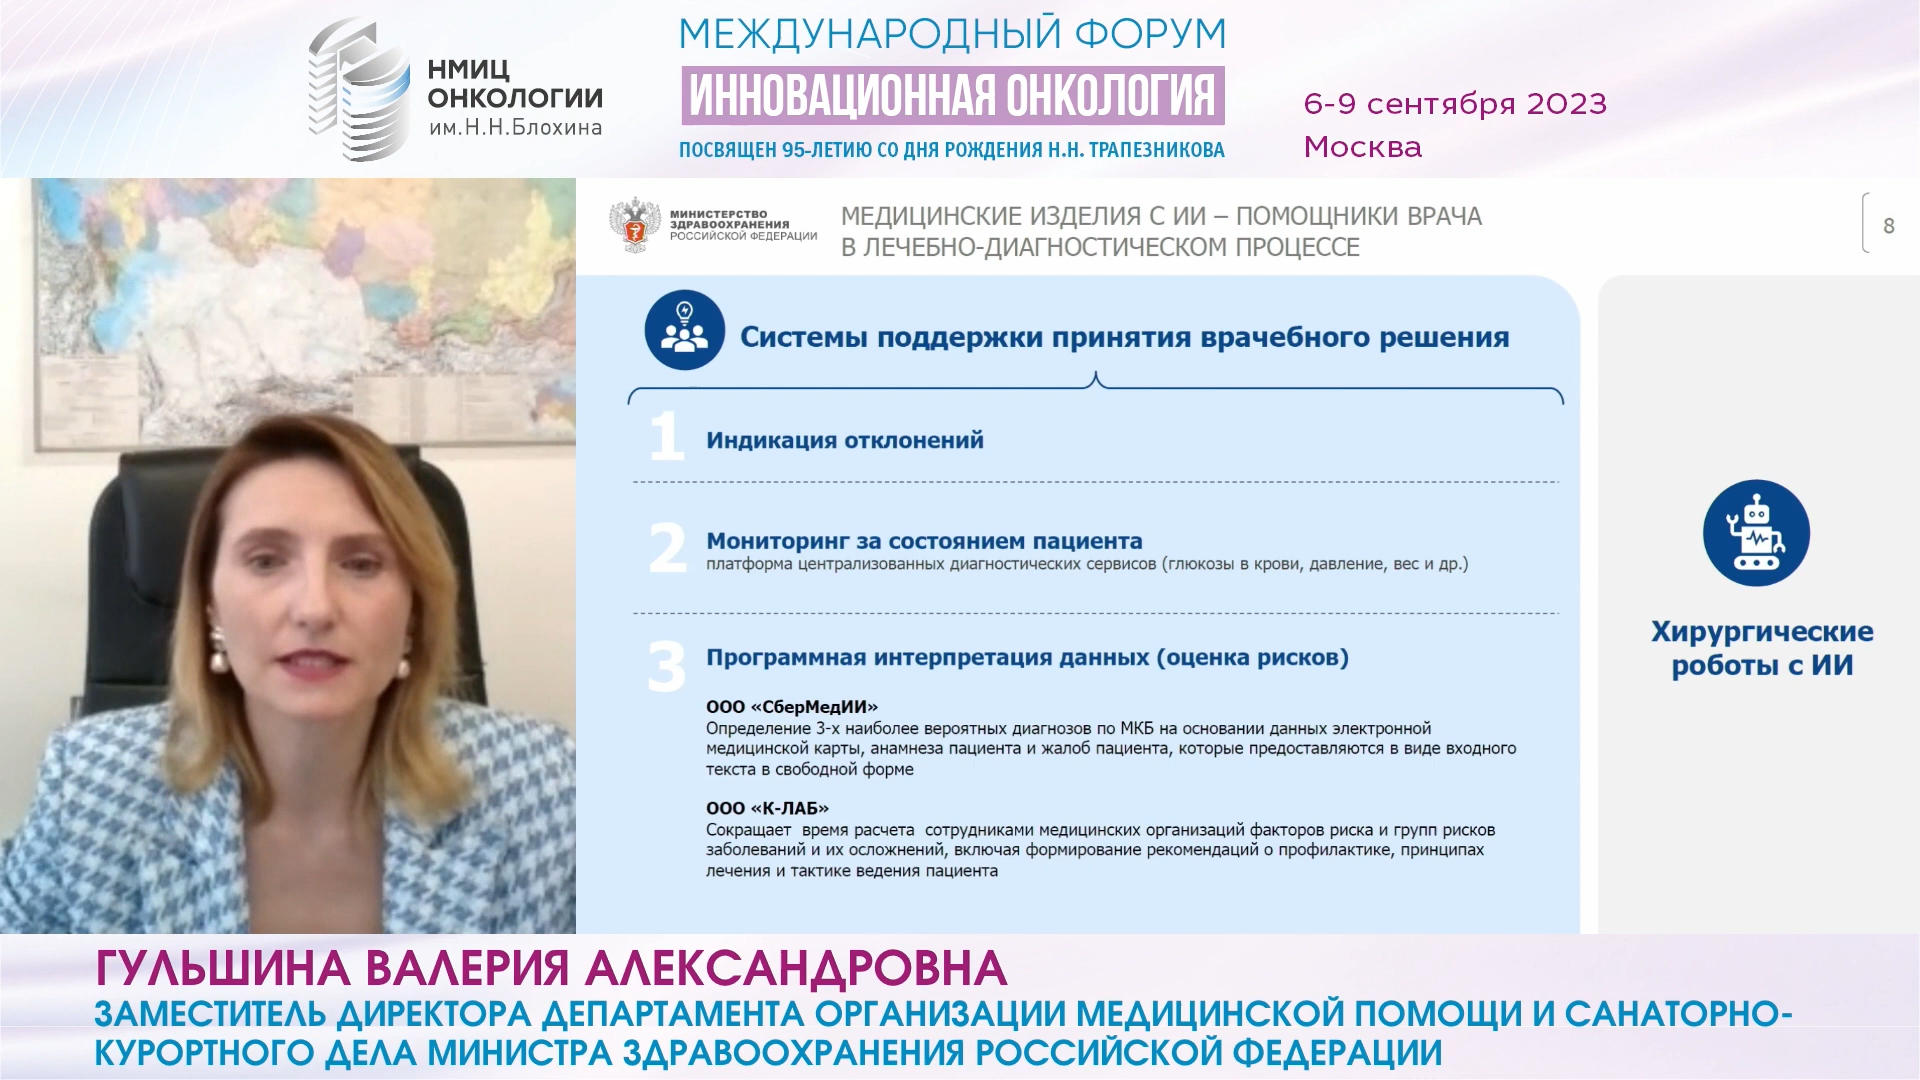 НМИЦ
ОНКОЛОГИИ
им.Н.Н.Блохина
МЕЖДУНАРОДНЫЙ ФОРУМ
ИННОВАЦИОННАЯ ОНКОЛОГИЯ
ПОСВЯЩЕН 95-ЛЕТИЮ СО ДНЯ РОЖДЕНИЯ Н.Н. ТРАПЕЗНИКОВА
6-9 сентября 2023
Москва
МИНИСТЕРСТВО
ЗДРАВООХРАНЕНИЯ
РОССИЙСКОЙ ФЕДЕРАЦИИ
МЕДИЦИНСКИЕ ИЗДЕЛИЯ С ИИ – ПОМОЩНИКИ ВРАЧА
В ЛЕЧЕБНО-ДИАГНОСТИЧЕСКОМ ПРОЦЕССЕ
8
Системы поддержки принятия врачебного решения
1 Индикация отклонений
2 Мониторинг за состоянием пациента
платформа централизованных диагностических сервисов (глюкозы в крови, давление, вес и др.)
3 Программная интерпретация данных (оценка рисков)
ООО «СберМедИИ»
Определение 3-х наиболее вероятных диагнозов по МКБ на основании данных электронной
медицинской карты, анамнеза пациента и жалоб пациента, которые предоставляются в виде входного
текста в свободной форме
ООО «К-ЛАБ»
Сокращает время расчета сотрудниками медицинских организаций факторов риска и групп рисков
заболеваний и их осложнений, включая формирование рекомендаций о профилактике, принципах
лечения и тактике ведения пациента
Хирургические
роботы с ИИ
ГУЛЬШИНА ВАЛЕРИЯ АЛЕКСАНДРОВНА
ЗАМЕСТИТЕЛЬ ДИРЕКТОРА ДЕПАРТАМЕНТА ОРГАНИЗАЦИИ МЕДИЦИНСКОЙ ПОМОЩИ И САНАТОРНО-
КУРОРТНОГО ДЕЛА МИНИСТРА ЗДРАВООХРАНЕНИЯ РОССИЙСКОЙ ФЕДЕРАЦИИ